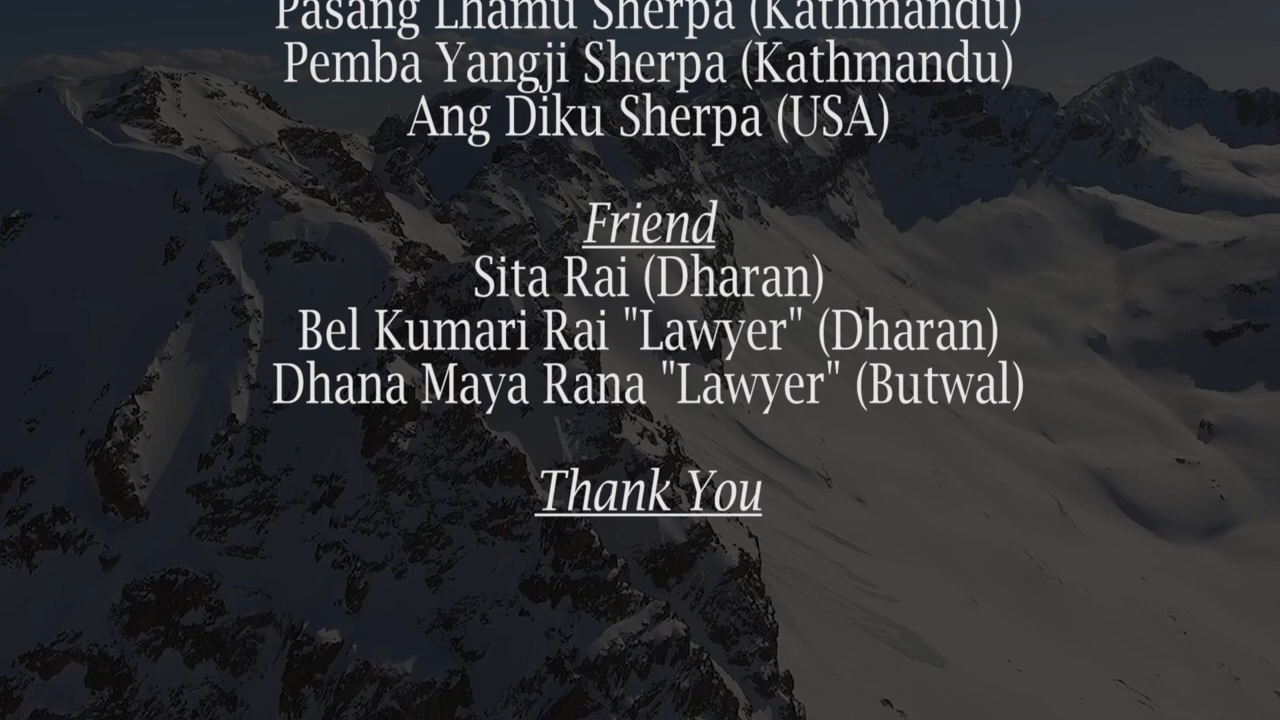 Pasang Lhamu Sherpa (Kathmandu)
Pemba Yangji Sherpa (Kathmandu)
Ang Diku Sherpa (USA)
Friend
Sita Rai (Dharan)
Bel Kumari Rai "Lawyer" (Dharan)
Dhana Maya Rana "Lawyer" (Butwal)
Thank You